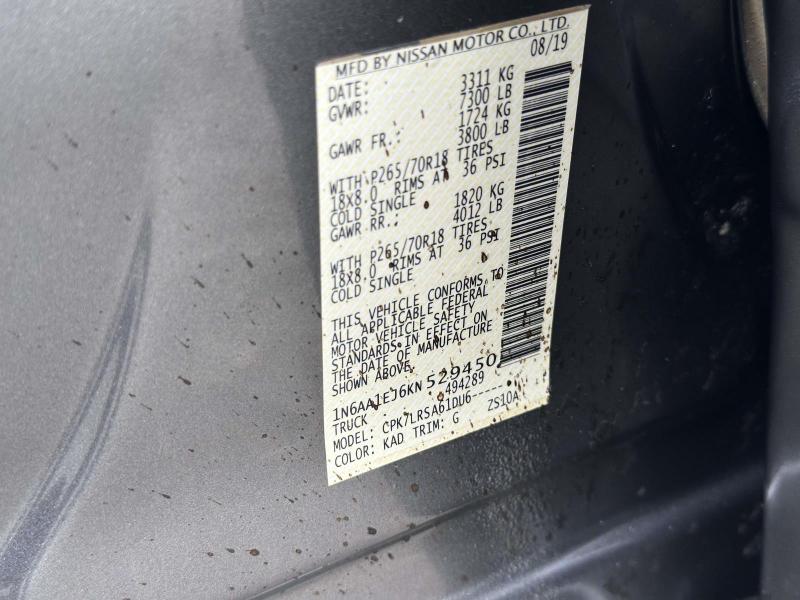 MFD BY NISSAN MOTOR CO., LTD.
DATE: 08/19
GVWR: 3311 KG
7300 LB
GAWR FR.: 1724 KG
3800 LB
WITH P265/70R18 TIRES
18X8.0 RIMS AT 36 PSI
COLD SINGLE
GAWR RR.: 1820 KG
4012 LB
WITH P265/70R18 TIRES
18X8.0 RIMS AT 36 PSI
COLD SINGLE
THIS VEHICLE CONFORMS TO
ALL APPLICABLE FEDERAL
MOTOR VEHICLE SAFETY
STANDARDS IN EFFECT ON
THE DATE OF MANUFACTURE
SHOWN ABOVE.
1N6AA1EJ6KN529450
TRUCK 494289
MODEL: CPK7LRSA61DU6------
COLOR: KAD TRIM: G ZS10A